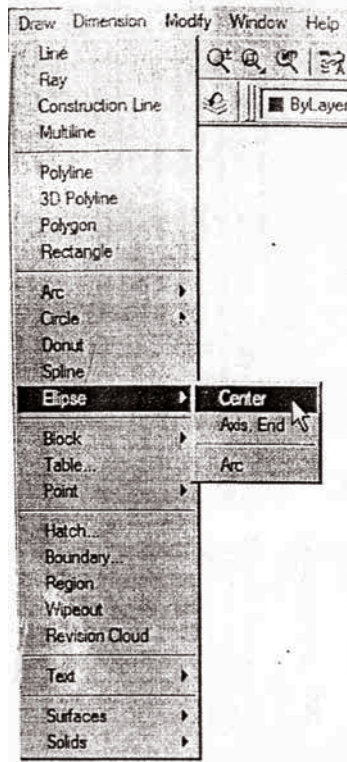 Draw Dimension Modify Window Help
Line
Ray
Construction Line
Multiline
ByLayer
Polyline
3D Polyline
Polygon
Rectangle
Arc
Circle
Donut
Spline
Ellipse
Center
Axis, End
Arc
Block
Table...
Point
Hatch...
Boundary...
Region
Wipeout
Revision Cloud
Text
Surfaces
Solids